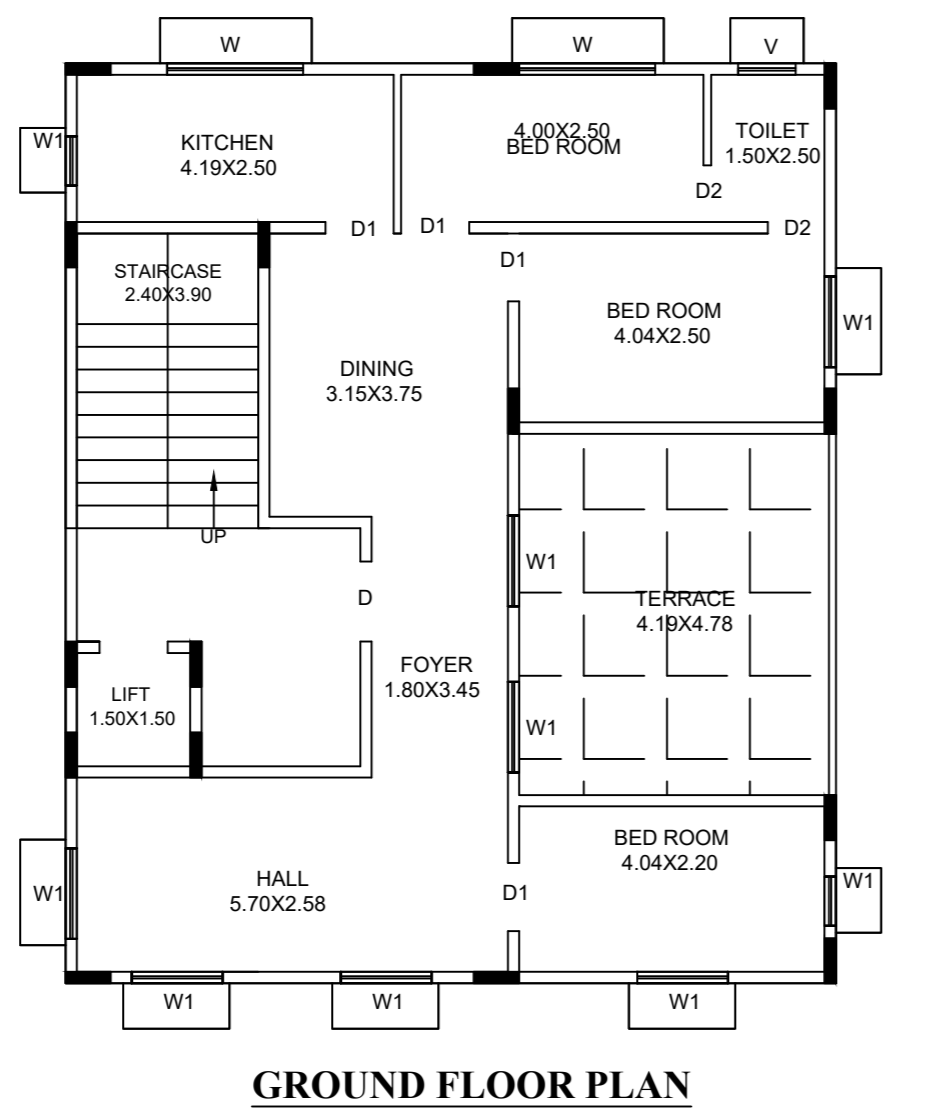 W
W
V
W1
KITCHEN
4.19X2.50
4.00X2.50
BED ROOM
TOILET
1.50X2.50
D2
D1
D1
D2
D1
STAIRCASE
2.40X3.90
BED ROOM
4.04X2.50
W1
DINING
3.15X3.75
UP
W1
D
TERRACE
4.19X4.78
FOYER
1.80X3.45
LIFT
1.50X1.50
W1
BED ROOM
4.04X2.20
HALL
5.70X2.58
W1
D1
W1
W1
W1
W1
GROUND FLOOR PLAN